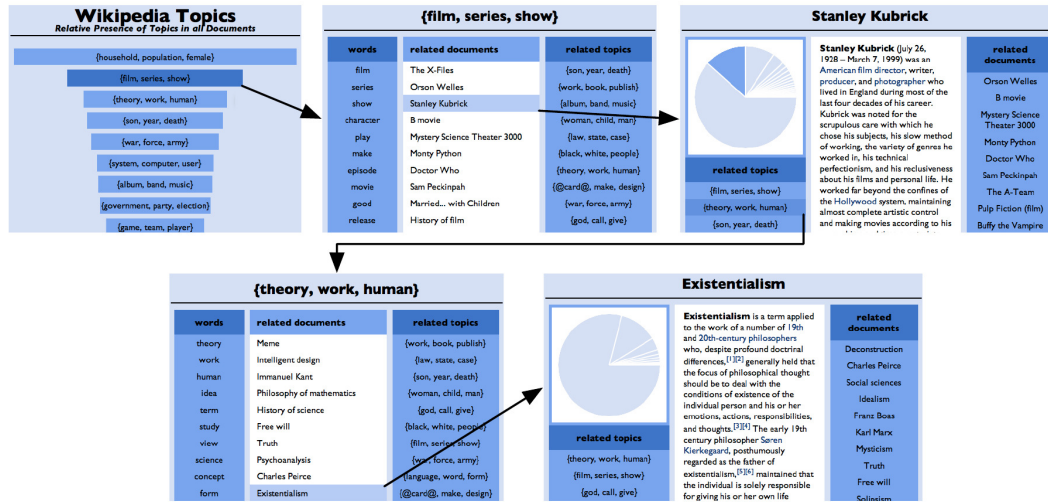 Wikipedia Topics
Relative Presence of Topics in all Documents
{household, population, female}
{film, series, show}
{theory, work, human}
{son, year, death}
{war, force, army}
{system, computer, user}
{album, band, music}
{government, party, election}
{game, team, player}
{film, series, show}
words
film
series
show
character
play
make
episode
movie
good
release
related documents
The X-Files
Orson Welles
Stanley Kubrick
B movie
Mystery Science Theater 3000
Monty Python
Doctor Who
Sam Peckinpah
Married... with Children
History of film
related topics
{son, year, death}
{work, book, publish}
{album, band, music}
{woman, child, man}
{law, state, case}
{black, white, people}
{theory, work, human}
{@card@, make, design}
{war, force, army}
{god, call, give}
Stanley Kubrick
related topics
{film, series, show}
{theory, work, human}
{son, year, death}
Stanley Kubrick (July 26,
1928 – March 7, 1999) was an
American film director, writer,
producer, and photographer who
lived in England during most of the
last four decades of his career.
Kubrick was noted for the
scrupulous care with which he
chose his subjects, his slow method
of working, the variety of genres he
worked in, his technical
perfectionism, and his reclusiveness
about his films and personal life. He
worked far beyond the confines of
the Hollywood system, maintaining
almost complete artistic control
and making movies according to his
related
documents
Orson Welles
B movie
Mystery Science
Theater 3000
Monty Python
Doctor Who
Sam Peckinpah
The A-Team
Pulp Fiction (film)
Buffy the Vampire
{theory, work, human}
words
theory
work
human
idea
term
study
view
science
concept
form
related documents
Meme
Intelligent design
Immanuel Kant
Philosophy of mathematics
History of science
Free will
Truth
Psychoanalysis
Charles Peirce
Existentialism
related topics
{work, book, publish}
{law, state, case}
{son, year, death}
{woman, child, man}
{god, call, give}
{black, white, people}
{film, series, show}
{war, force, army}
{language, word, form}
{@card@, make, design}
Existentialism
related topics
{theory, work, human}
{film, series, show}
{god, call, give}
Existentialism is a term applied
to the work of a number of 19th
and 20th-century philosophers
who, despite profound doctrinal
differences,[1][2] generally held that
the focus of philosophical thought
should be to deal with the
conditions of existence of the
individual person and his or her
emotions, actions, responsibilities,
and thoughts.[3][4] The early 19th
century philosopher Søren
Kierkegaard, posthumously
regarded as the father of
existentialism,[5][6] maintained that
the individual is solely responsible
for giving his or her own life
related
documents
Deconstruction
Charles Peirce
Social sciences
Idealism
Franz Boas
Karl Marx
Mysticism
Truth
Free will
Solipsism